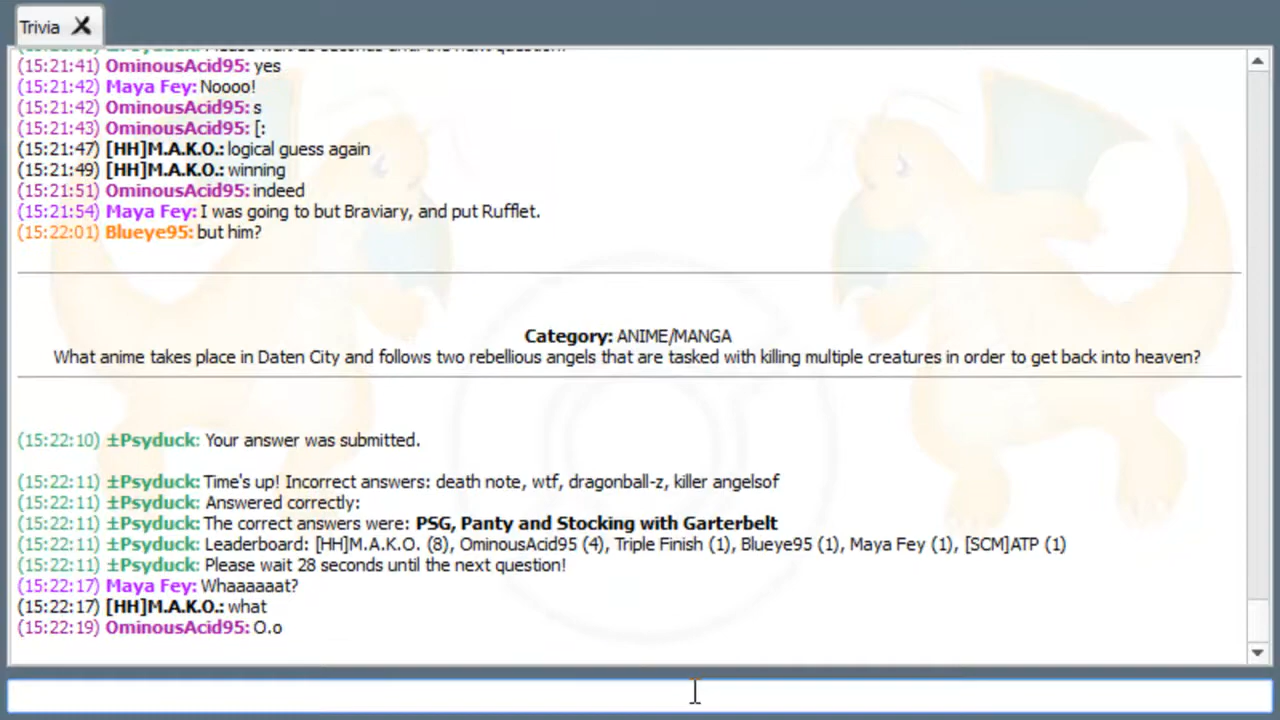 Trivia X
(15:21:41) OminousAcid95: yes
(15:21:42) Maya Fey: Noooo!
(15:21:42) OminousAcid95: s
(15:21:43) OminousAcid95: [:
(15:21:47) [HH]M.A.K.O.: logical guess again
(15:21:49) [HH]M.A.K.O.: winning
(15:21:51) OminousAcid95: indeed
(15:21:54) Maya Fey: I was going to but Braviary, and put Rufflet.
(15:22:01) Blueye95: but him?
Category: ANIME/MANGA
What anime takes place in Daten City and follows two rebellious angels that are tasked with killing multiple creatures in order to get back into heaven?
(15:22:10) ±Psyduck: Your answer was submitted.
(15:22:11) ±Psyduck: Time's up! Incorrect answers: death note, wtf, dragonball-z, killer angelsof
(15:22:11) ±Psyduck: Answered correctly:
(15:22:11) ±Psyduck: The correct answers were: PSG, Panty and Stocking with Garterbelt
(15:22:11) ±Psyduck: Leaderboard: [HH]M.A.K.O. (8), OminousAcid95 (4), Triple Finish (1), Blueye95 (1), Maya Fey (1), [SCM]ATP (1)
(15:22:11) ±Psyduck: Please wait 28 seconds until the next question!
(15:22:17) Maya Fey: Whaaaaaat?
(15:22:17) [HH]M.A.K.O.: what
(15:22:19) OminousAcid95: O.o